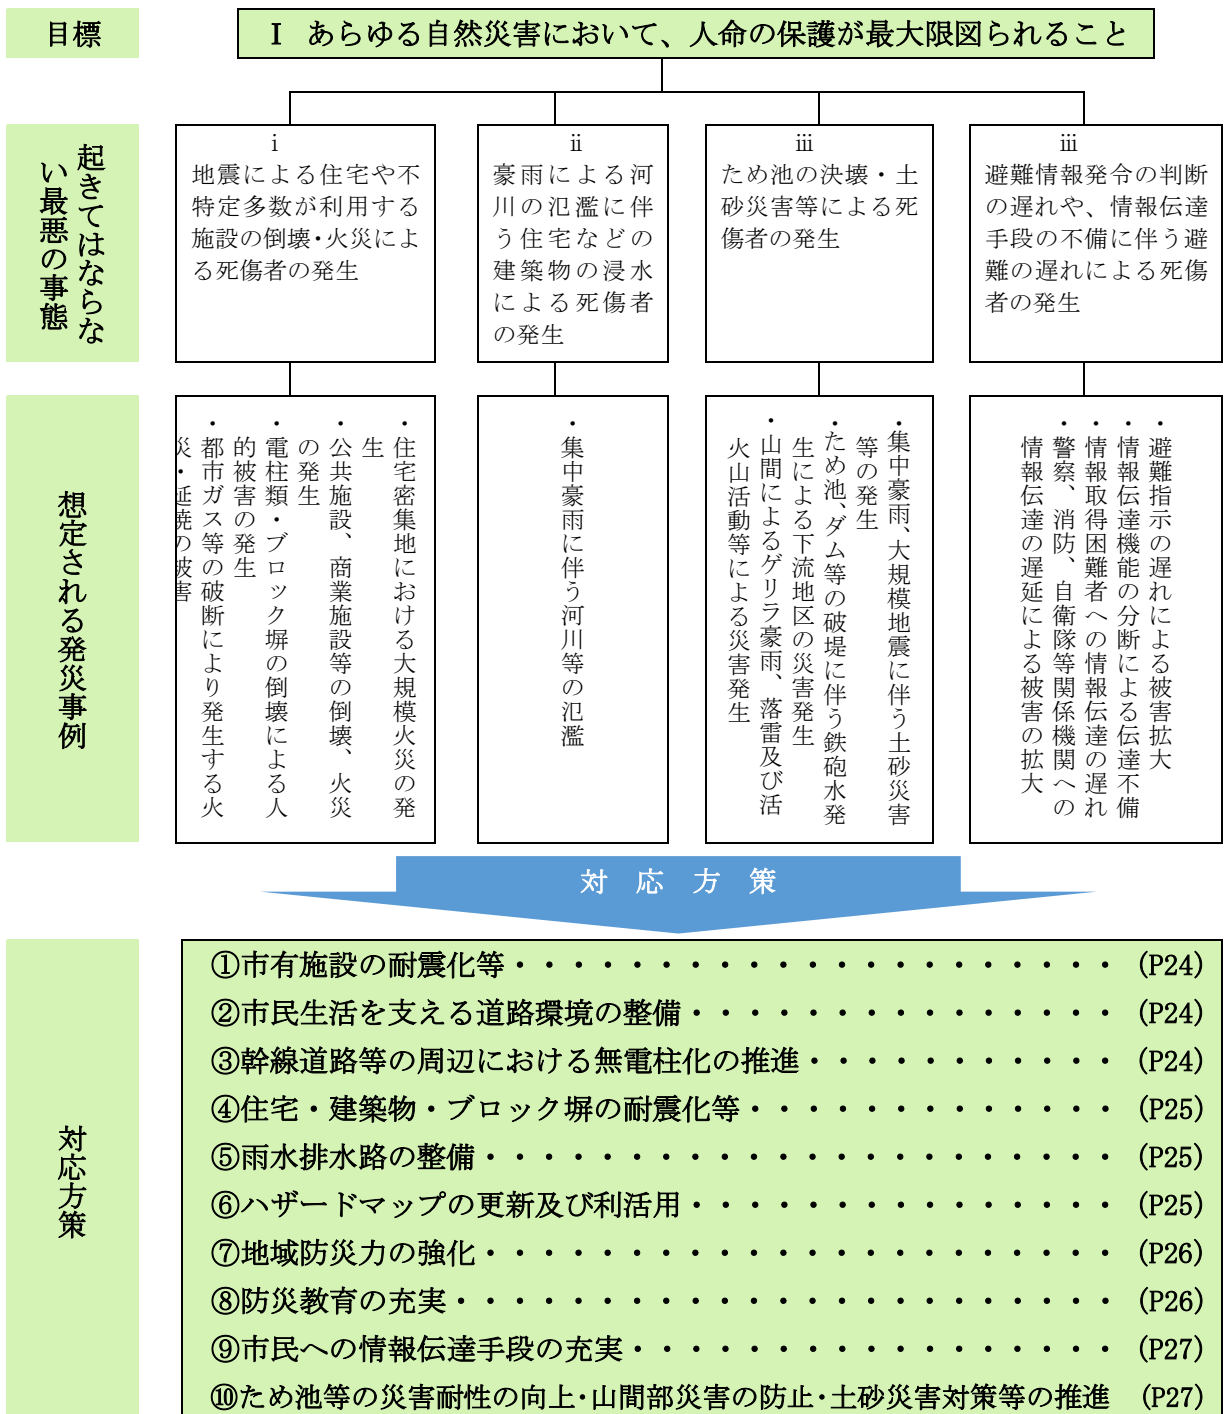 目標
Ⅰ あらゆる自然災害において、人命の保護が最大限図られること
起きてはならな
い最悪の事態
ⅰ
地震による住宅や不
特定多数が利用する
施設の倒壊・火災によ
る死傷者の発生
ⅱ
豪雨による河
川の氾濫に伴
う住宅などの
建築物の浸水
による死傷者
の発生
ⅲ
ため池の決壊・土
砂災害等による死
傷者の発生
ⅲ
避難情報発令の判断
の遅れや、情報伝達
手段の不備に伴う避
難の遅れによる死傷
者の発生
想定される発災事例
・住宅密集地における大規模火災の発
生
・公共施設、商業施設等の倒壊、火災
の発生
・電柱類・ブロック塀の倒壊による人
的被害の発生
・都市ガス等の破断により発生する火
災・延焼の被害
・集中豪雨に伴う河川等の氾濫
・集中豪雨、大規模地震に伴う土砂災害
等の発生
・ため池、ダム等の破堤に伴う鉄砲水発
生による下流地区の災害発生
・山間によるゲリラ豪雨、落雷及び活
火山活動等による災害発生
・避難指示の遅れによる被害拡大
・情報伝達機能の分断による伝達不備
・情報取得困難者への情報伝達の遅れ
・警察、消防、自衛隊等関係機関への
情報伝達の遅延による被害の拡大
対応方策
対応方策
①市有施設の耐震化等・・・・・・・・・・・・・・・・・・・・・（P24）
②市民生活を支える道路環境の整備・・・・・・・・・・・・・・・（P24）
③幹線道路等の周辺における無電柱化の推進・・・・・・・・・・・（P24）
④住宅・建築物・ブロック塀の耐震化等・・・・・・・・・・・・・（P25）
⑤雨水排水路の整備・・・・・・・・・・・・・・・・・・・・・・（P25）
⑥ハザードマップの更新及び利活用・・・・・・・・・・・・・・・（P25）
⑦地域防災力の強化・・・・・・・・・・・・・・・・・・・・・・（P26）
⑧防災教育の充実・・・・・・・・・・・・・・・・・・・・・・・（P26）
⑨市民への情報伝達手段の充実・・・・・・・・・・・・・・・・・（P27）
⑩ため池等の災害耐性の向上・山間部災害の防止・土砂災害対策等の推進 （P27）